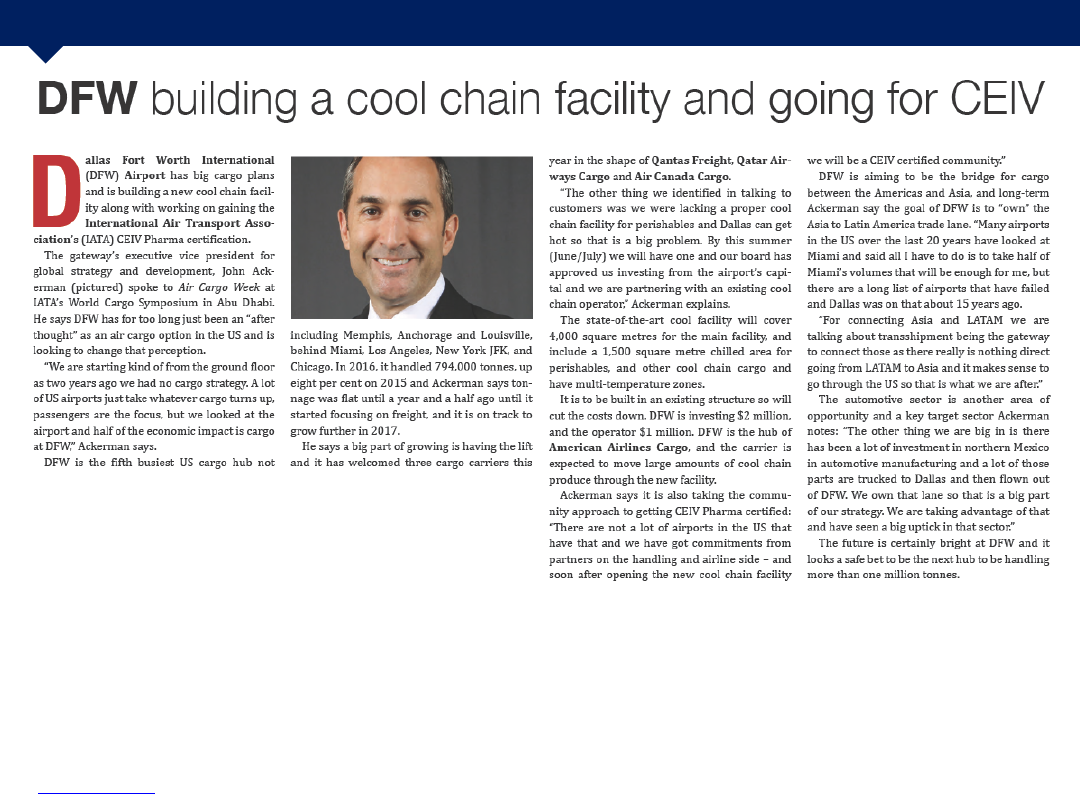 DFW building a cool chain facility and going for CEIV
Dallas Fort Worth International
(DFW) Airport has big cargo plans
and is building a new cool chain facil-
ity along with working on gaining the
International Air Transport Asso-
ciation's (IATA) CEIV Pharma certification.
The gateway's executive vice president for
global strategy and development, John Ack-
erman (pictured) spoke to Air Cargo Week at
IATA's World Cargo Symposium in Abu Dhabi.
He says DFW has for too long just been an "after
thought" as an air cargo option in the US and is
looking to change that perception.
"We are starting kind of from the ground floor
as two years ago we had no cargo strategy. A lot
of US airports just take whatever cargo turns up,
passengers are the focus, but we looked at the
airport and half of the economic impact is cargo
at DFW," Ackerman says.
DFW is the fifth busiest US cargo hub not
including Memphis, Anchorage and Louisville,
behind Miami, Los Angeles, New York JFK, and
Chicago. In 2016, it handled 794,000 tonnes, up
eight per cent on 2015 and Ackerman says ton-
nage was flat until a year and a half ago until it
started focusing on freight, and it is on track to
grow further in 2017.
He says a big part of growing is having the lift
and it has welcomed three cargo carriers this
year in the shape of Qantas Freight, Qatar Air-
ways Cargo and Air Canada Cargo.
"The other thing we identified in talking to
customers was we were lacking a proper cool
chain facility for perishables and Dallas can get
hot so that is a big problem. By this summer
(June/July) we will have one and our board has
approved us investing from the airport's capi-
tal and we are partnering with an existing cool
chain operator," Ackerman explains.
The state-of-the-art cool facility will cover
4,000 square metres for the main facility, and
include a 1,500 square metre chilled area for
perishables, and other cool chain cargo and
have multi-temperature zones.
It is to be built in an existing structure so will
cut the costs down. DFW is investing $2 million,
and the operator $1 million. DFW is the hub of
American Airlines Cargo, and the carrier is
expected to move large amounts of cool chain
produce through the new facility.
Ackerman says it is also taking the commu-
nity approach to getting CEIV Pharma certified:
"There are not a lot of airports in the US that
have that and we have got commitments from
partners on the handling and airline side – and
soon after opening the new cool chain facility
we will be a CEIV certified community."
DFW is aiming to be the bridge for cargo
between the Americas and Asia, and long-term
Ackerman say the goal of DFW is to "own" the
Asia to Latin America trade lane. "Many airports
in the US over the last 20 years have looked at
Miami and said all I have to do is to take half of
Miami's volumes that will be enough for me, but
there are a long list of airports that have failed
and Dallas was on that about 15 years ago.
"For connecting Asia and LATAM we are
talking about transshipment being the gateway
to connect those as there really is nothing direct
going from LATAM to Asia and it makes sense to
go through the US so that is what we are after."
The automotive sector is another area of
opportunity and a key target sector Ackerman
notes: "The other thing we are big in is there
has been a lot of investment in northern Mexico
in automotive manufacturing and a lot of those
parts are trucked to Dallas and then flown out
of DFW. We own that lane so that is a big part
of our strategy. We are taking advantage of that
and have seen a big uptick in that sector."
The future is certainly bright at DFW and it
looks a safe bet to be the next hub to be handling
more than one million tonnes.